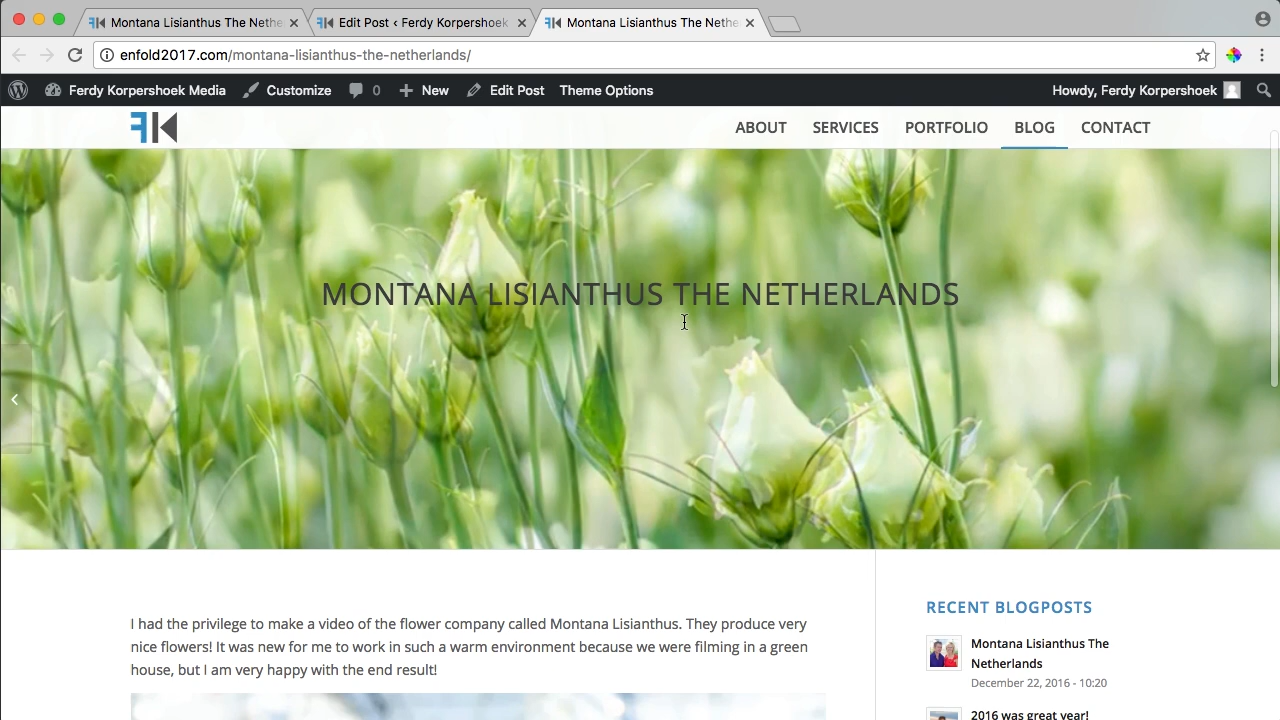 Montana Lisianthus The Nethe
Edit Post ‹ Ferdy Korpershoek
Montana Lisianthus The Nethe
enfold2017.com/montana-lisianthus-the-netherlands/
Ferdy Korpershoek Media Customize 0 New Edit Post Theme Options Howdy, Ferdy Korpershoek
FK ABOUT SERVICES PORTFOLIO BLOG CONTACT
MONTANA LISIANTHUS THE NETHERLANDS
I had the privilege to make a video of the flower company called Montana Lisianthus. They produce very
nice flowers! It was new for me to work in such a warm environment because we were filming in a green
house, but I am very happy with the end result!
RECENT BLOGPOSTS
Montana Lisianthus The
Netherlands
December 22, 2016 - 10:20
2016 was great year!